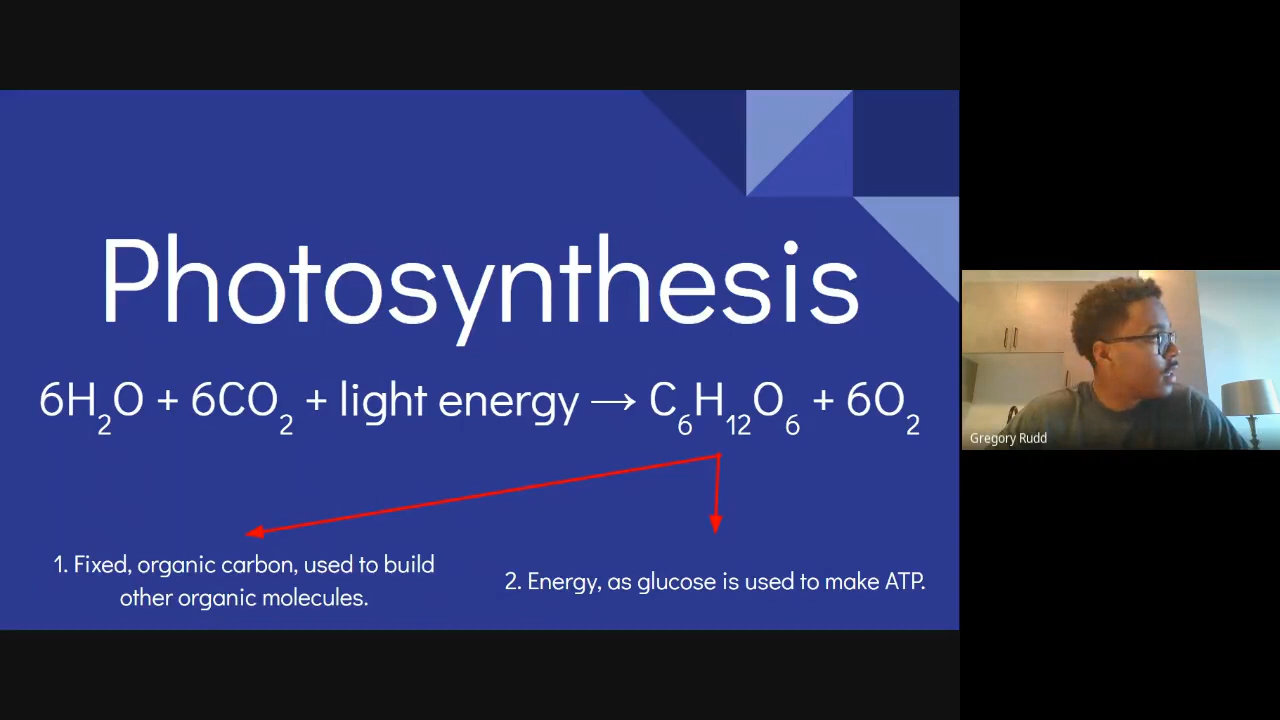 Photosynthesis
6H₂O + 6CO₂ + light energy → C₆H₁₂O₆ + 6O₂
1. Fixed, organic carbon, used to build
other organic molecules.
2. Energy, as glucose is used to make ATP.
Gregory Rudd